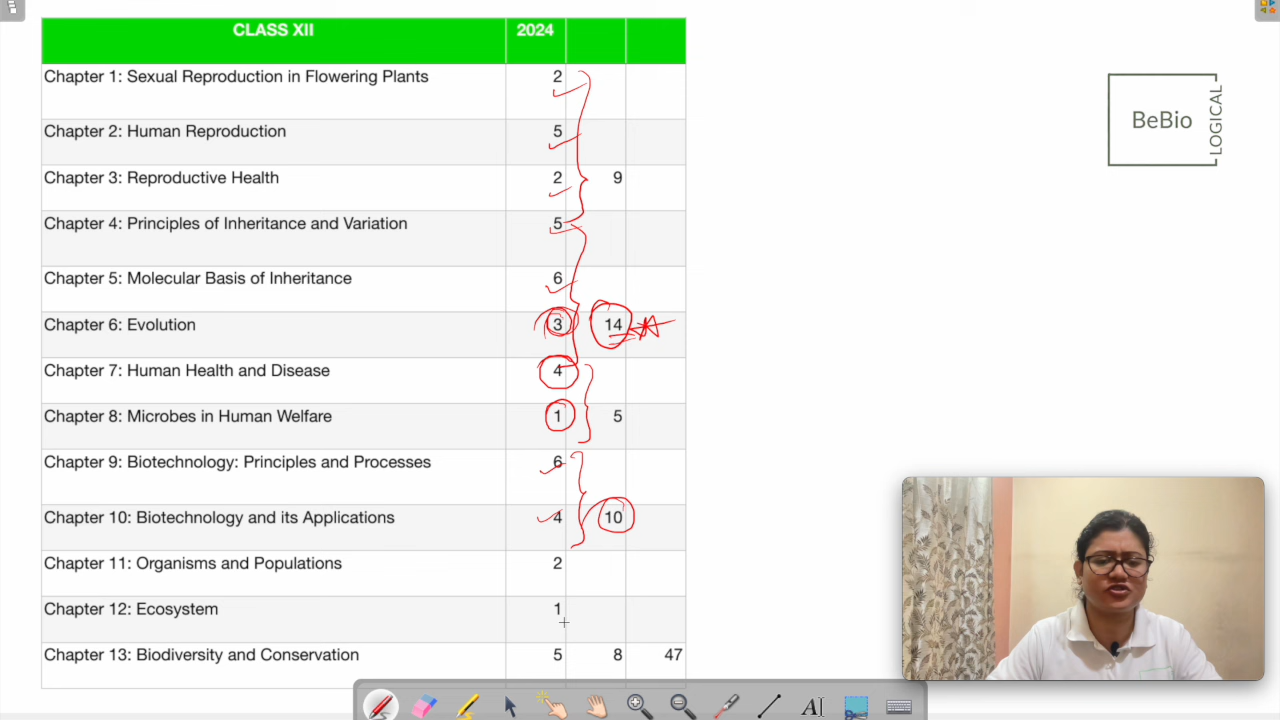 CLASS XII 2024
Chapter 1: Sexual Reproduction in Flowering Plants 2
Chapter 2: Human Reproduction 5
Chapter 3: Reproductive Health 2 9
Chapter 4: Principles of Inheritance and Variation 5
Chapter 5: Molecular Basis of Inheritance 6
Chapter 6: Evolution 3 14
Chapter 7: Human Health and Disease 4
Chapter 8: Microbes in Human Welfare 1 5
Chapter 9: Biotechnology: Principles and Processes 6
Chapter 10: Biotechnology and its Applications 4 10
Chapter 11: Organisms and Populations 2
Chapter 12: Ecosystem 1
Chapter 13: Biodiversity and Conservation 5 8 47
BeBio
LOGICAL
A